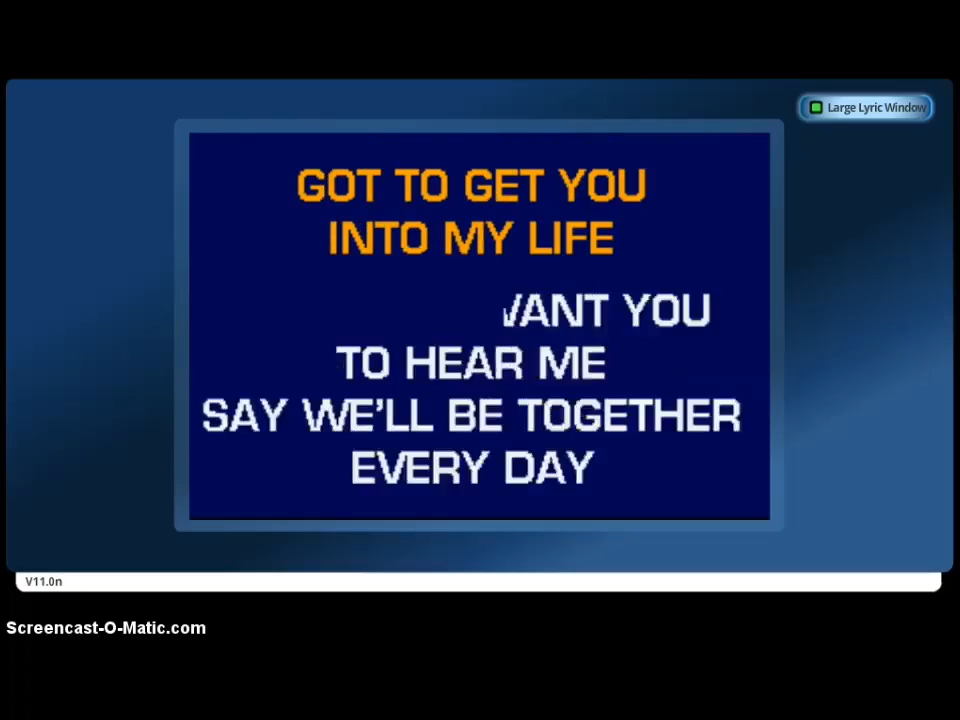 Large Lyric Window
GOT TO GET YOU
INTO MY LIFE
YOU
TO HEAR ME
SAY WE'LL BE TOGETHER
EVERY DAY
V11.0n
Screencast-O-Matic.com